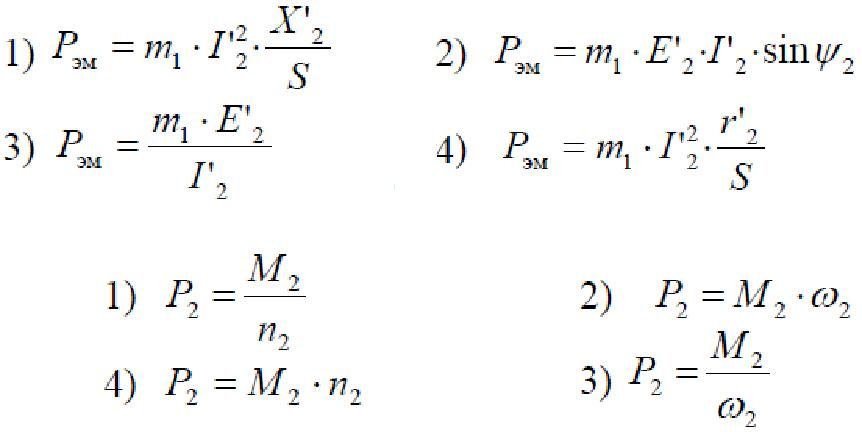 1) Pэм = m₁ · I'₂² · X'₂ / S 2) Pэм = m₁ · E'₂ · I'₂ · sin ψ₂
3) Pэм = m₁ · E'₂ / I'₂ 4) Pэм = m₁ · I'₂² · r'₂ / S
1) P₂ = M₂ / n₂ 2) P₂ = M₂ · ω₂
4) P₂ = M₂ · n₂ 3) P₂ = M₂ / ω₂